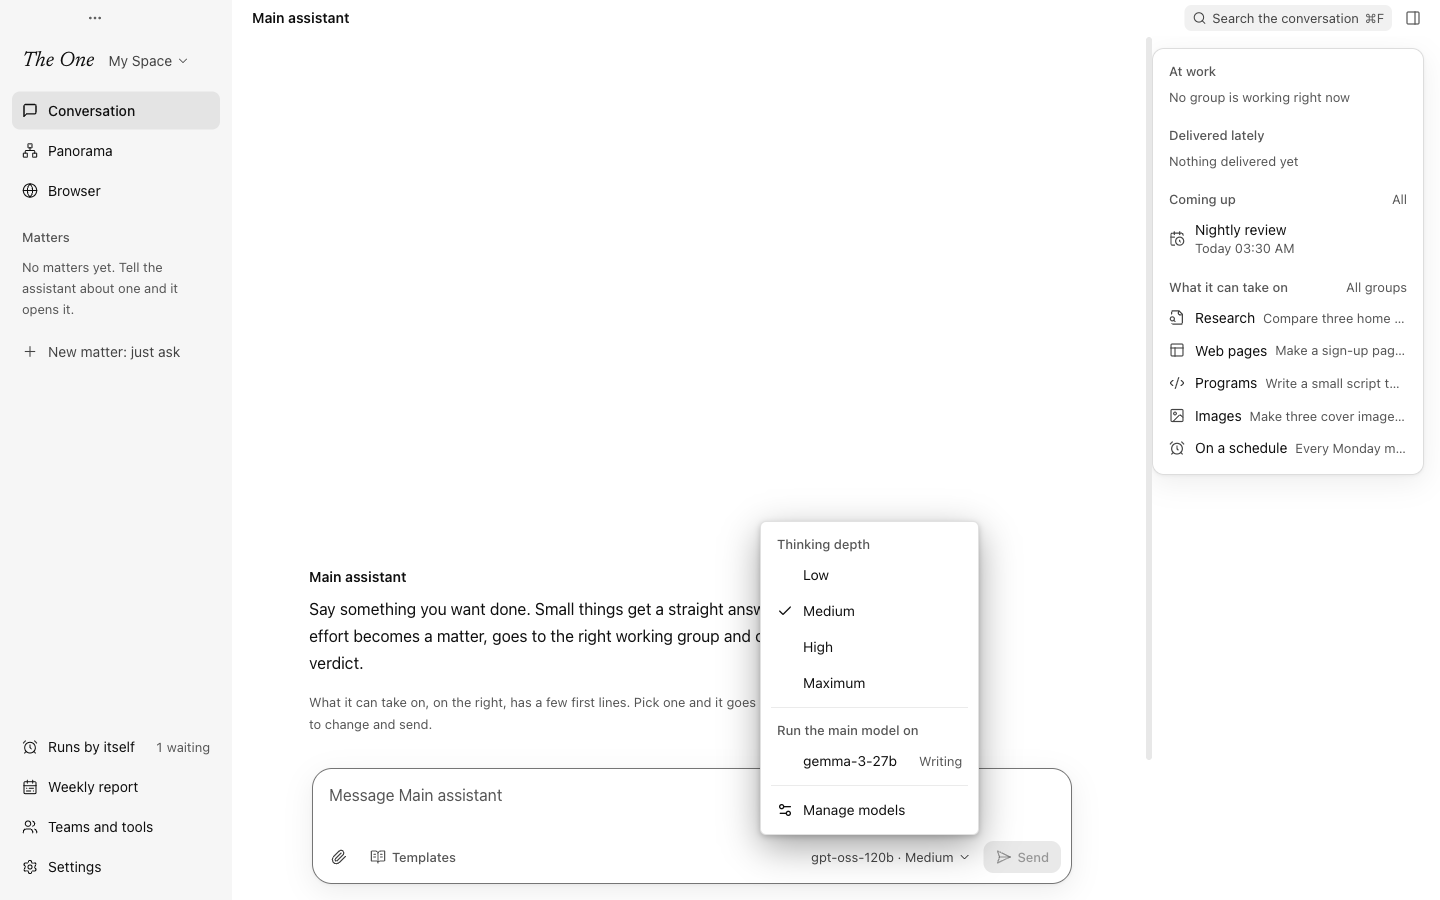 Main assistant
Search the conversation ⌘F
The One
My Space
Conversation
Panorama
Browser
Matters
No matters yet. Tell the
assistant about one and it
opens it.
New matter: just ask
Runs by itself 1 waiting
Weekly report
Teams and tools
Settings
Main assistant
Say something you want done. Small things get a straight
effort becomes a matter, goes to the right working group and
verdict.
What it can take on, on the right, has a few first lines. Pick one and it goes
to change and send.
Message Main assistant
Templates
gpt-oss-120b · Medium
Send
Thinking depth
Low
Medium
High
Maximum
Run the main model on
gemma-3-27b Writing
Manage models
At work
No group is working right now
Delivered lately
Nothing delivered yet
Coming up All
Nightly review
Today 03:30 AM
What it can take on All groups
Research Compare three home ...
Web pages Make a sign-up pag...
Programs Write a small script t...
Images Make three cover image...
On a schedule Every Monday m...